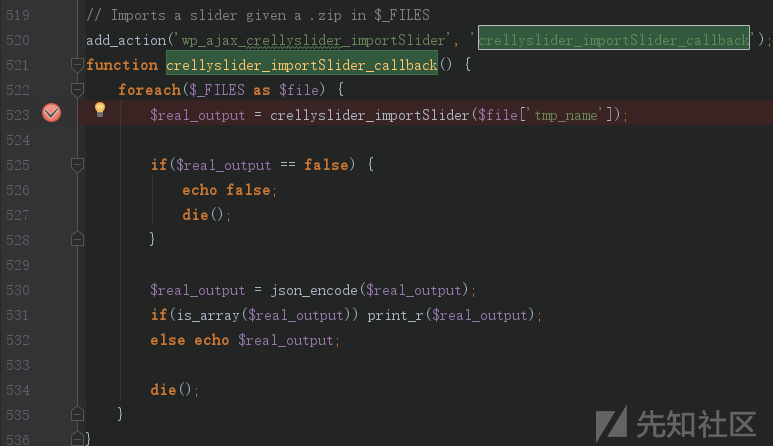 519 // Imports a slider given a .zip in $_FILES
520 add_action('wp_ajax_crellyslider_importSlider', 'crellyslider_importSlider_callback');
521 function crellyslider_importSlider_callback() {
522 foreach($_FILES as $file) {
523 $real_output = crellyslider_importSlider($file['tmp_name']);
524
525 if($real_output == false) {
526 echo false;
527 die();
528 }
529
530 $real_output = json_encode($real_output);
531 if(is_array($real_output)) print_r($real_output);
532 else echo $real_output;
533
534 die();
535 }
536 }
先知社区